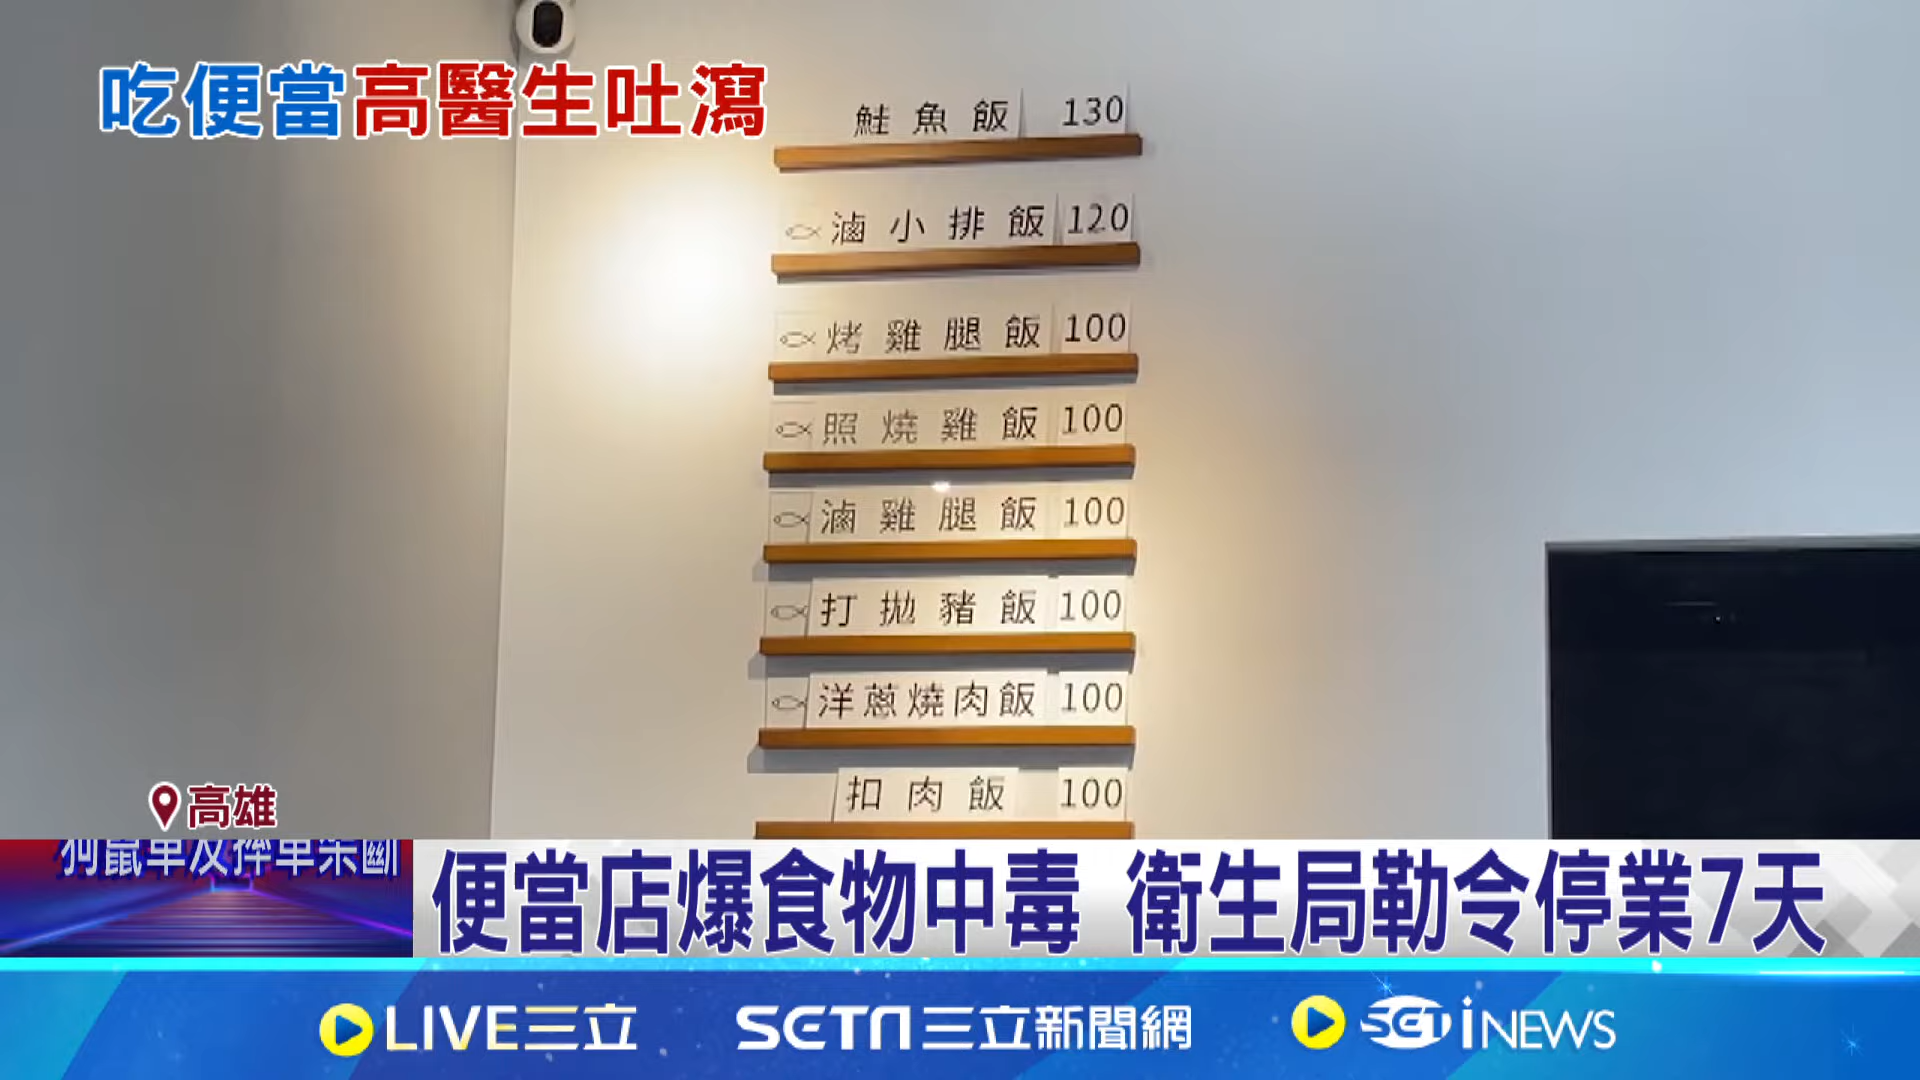 吃便當高醫生吐瀉
鮭魚飯 130
滷小排飯 120
烤雞腿飯 100
照燒雞飯 100
滷雞腿飯 100
打拋豬飯 100
洋蔥燒肉飯 100
扣肉飯 100
高雄
便當店爆食物中毒 衛生局勒令停業7天
LIVE三立
SETN三立新聞網
SETiNEWS